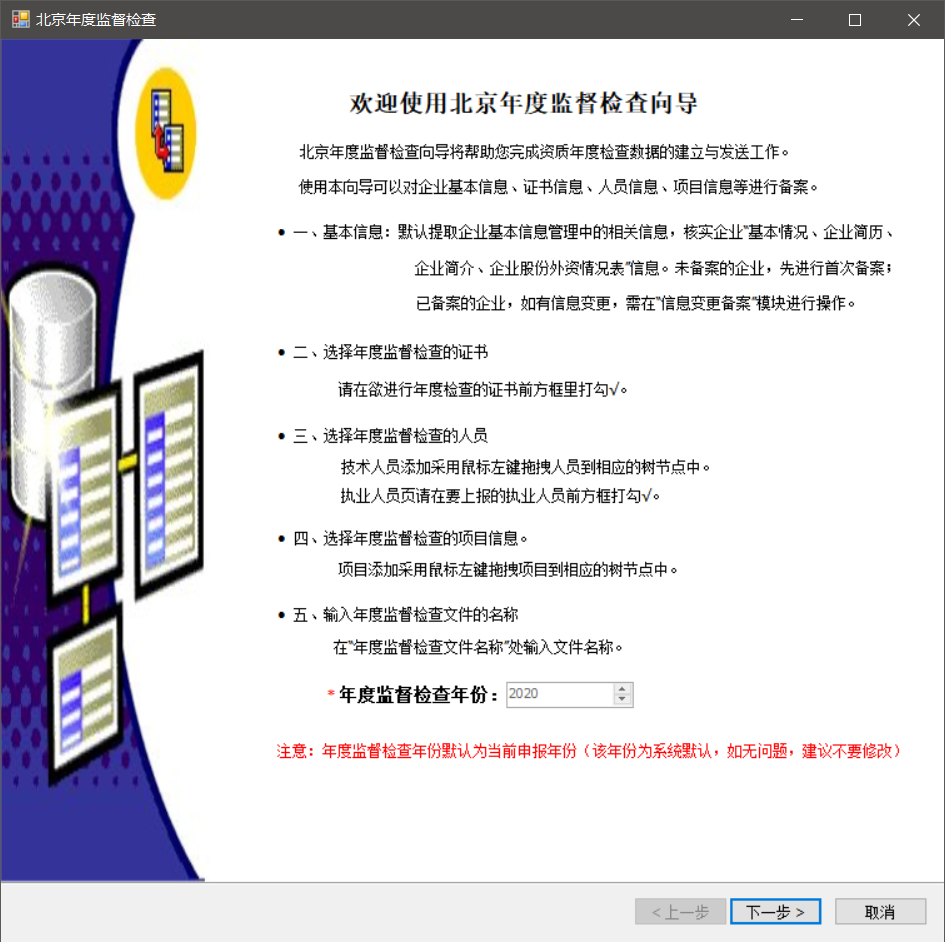 北京年度监督检查
欢迎使用北京年度监督检查向导
北京年度监督检查向导将帮助您完成资质年度检查数据的建立与发送工作。
使用本向导可以对企业基本信息、证书信息、人员信息、项目信息等进行备案。
• 一、基本信息：默认提取企业基本信息管理中的相关信息，核实企业"基本情况、企业简历、
企业简介、企业股份外资情况表"信息。未备案的企业，先进行首次备案；
已备案的企业，如有信息变更，需在"信息变更备案"模块进行操作。
• 二、选择年度监督检查的证书
请在欲进行年度检查的证书前方框里打勾√。
• 三、选择年度监督检查的人员
技术人员添加采用鼠标左键拖拽人员到相应的树节点中。
执业人员页请在要上报的执业人员前方框打勾√。
• 四、选择年度监督检查的项目信息。
项目添加采用鼠标左键拖拽项目到相应的树节点中。
• 五、输入年度监督检查文件的名称
在"年度监督检查文件名称"处输入文件名称。
*年度监督检查年份： 2020
注意：年度监督检查年份默认为当前申报年份（该年份为系统默认，如无问题，建议不要修改）
<上一步 下一步 > 取消